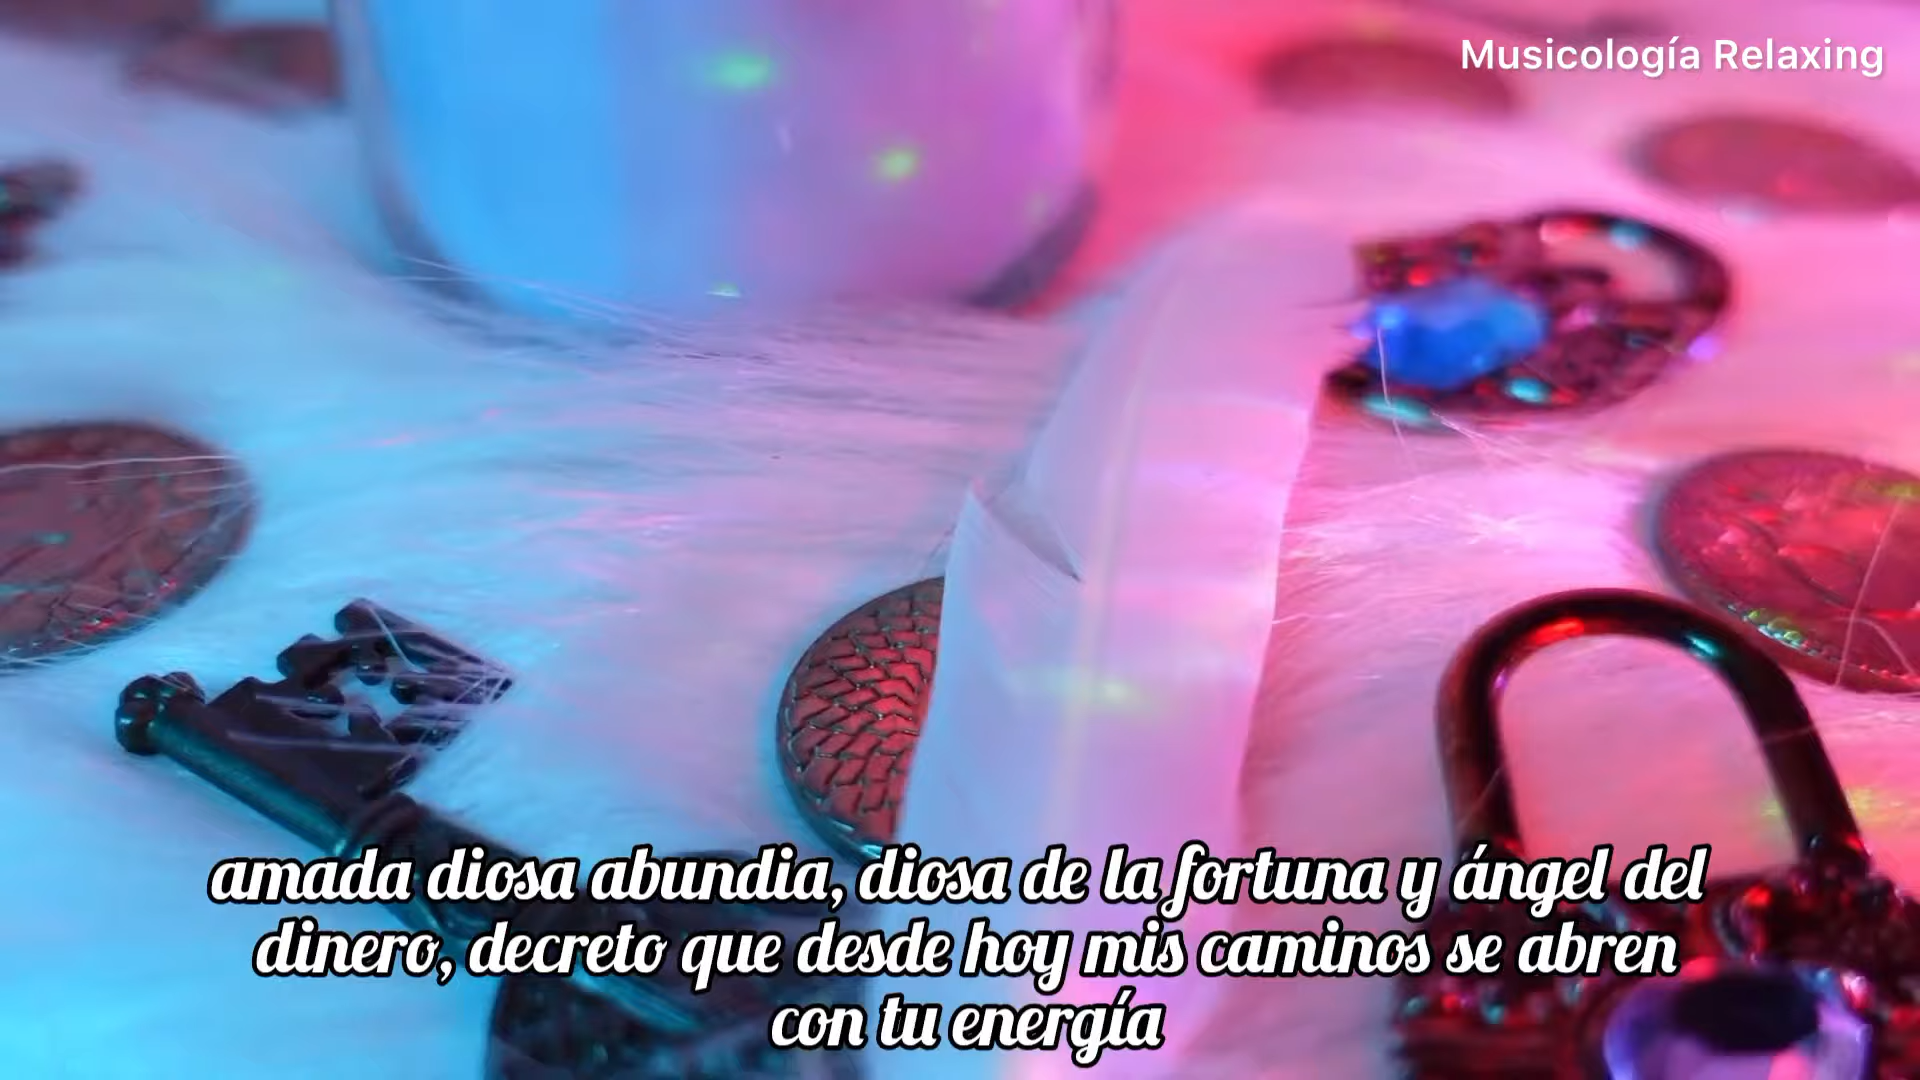 Musicología Relaxing
amada diosa abundia, diosa de la fortuna y ángel del
dinero, decreto que desde hoy mis caminos se abren
con tu energía